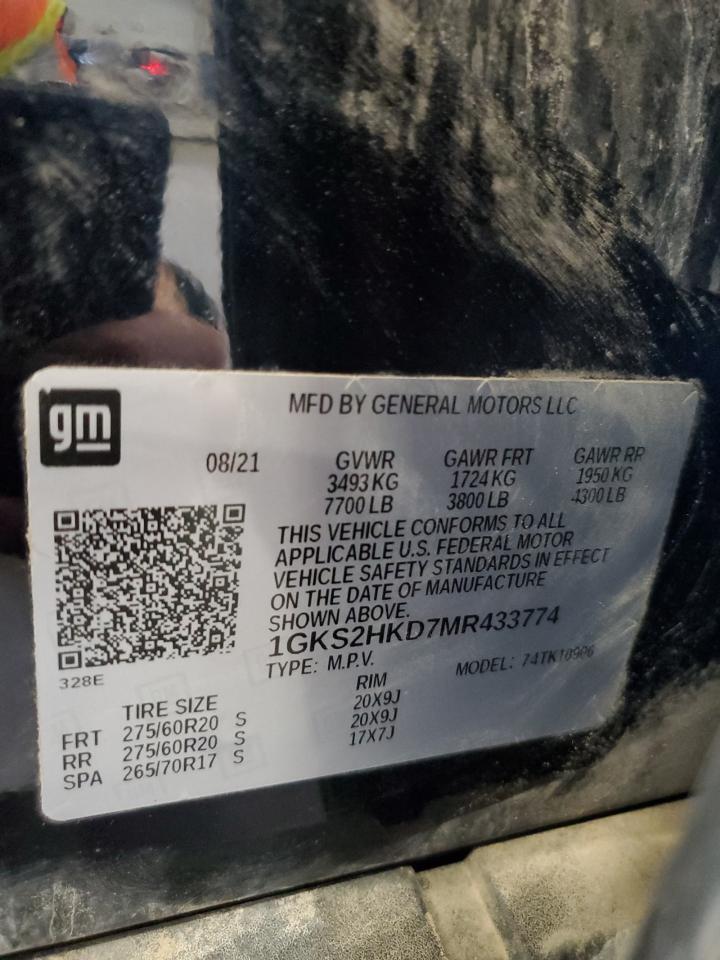 gm
MFD BY GENERAL MOTORS LLC
08/21 GVWR GAWR FRT GAWR RR
3493 KG 1724 KG 1950 KG
7700 LB 3800 LB 4300 LB
THIS VEHICLE CONFORMS TO ALL
APPLICABLE U.S. FEDERAL MOTOR
VEHICLE SAFETY STANDARDS IN EFFECT
ON THE DATE OF MANUFACTURE
SHOWN ABOVE.
1GKS2HKD7MR433774
TYPE: M.P.V. MODEL:
328E
TIRE SIZE RIM
FRT 275/60R20 S 20X9J
RR 275/60R20 S 20X9J
SPA 265/70R17 S 17X7J